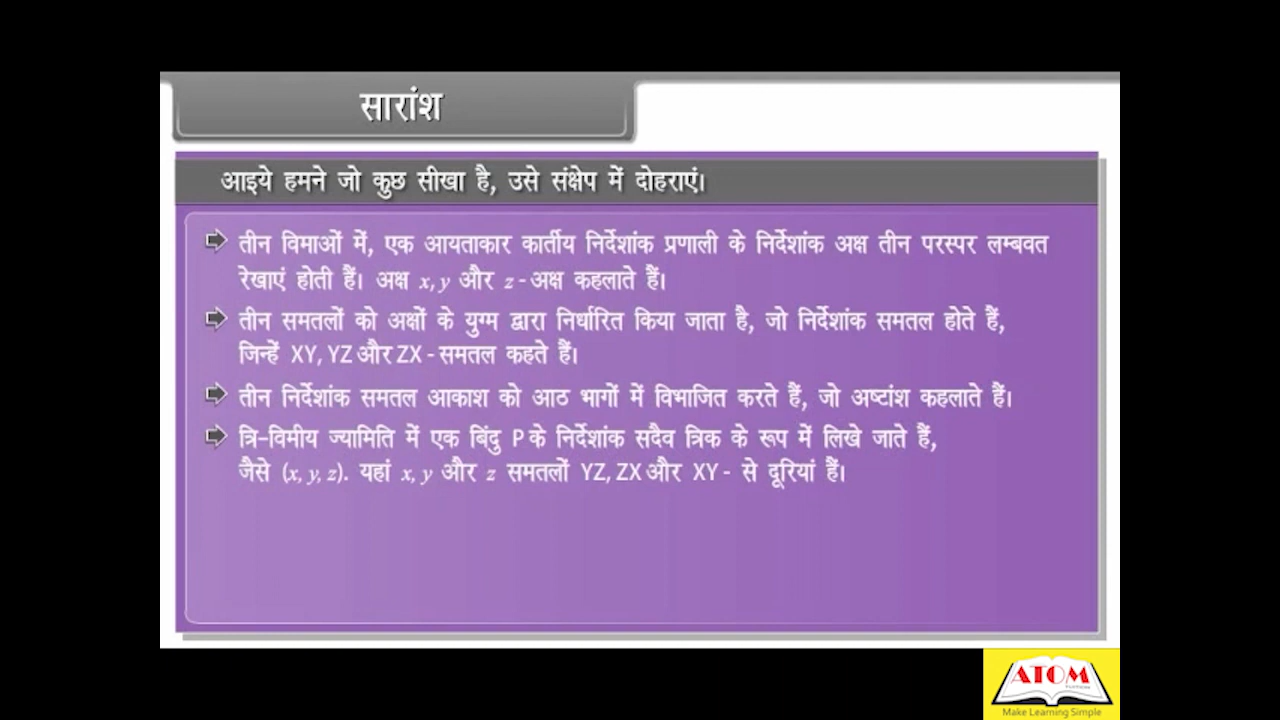 सारांश
आइये हमने जो कुछ सीखा है, उसे संक्षेप में दोहराएं।
तीन विमाओं में, एक आयताकार कार्तीय निर्देशांक प्रणाली के निर्देशांक अक्ष तीन परस्पर लम्बवत
रेखाएं होती हैं। अक्ष x, y और z - अक्ष कहलाते हैं।
तीन समतलों को अक्षों के युग्म द्वारा निर्धारित किया जाता है, जो निर्देशांक समतल होते हैं,
जिन्हें XY, YZ और ZX - समतल कहते हैं।
तीन निर्देशांक समतल आकाश को आठ भागों में विभाजित करते हैं, जो अष्टांश कहलाते हैं।
त्रि-विमीय ज्यामिति में एक बिंदु P के निर्देशांक सदैव त्रिक के रूप में लिखे जाते हैं,
जैसे (x, y, z). यहां x, y और z समतलों YZ, ZX और XY - से दूरियां हैं।
ATOM
Make Learning Simple